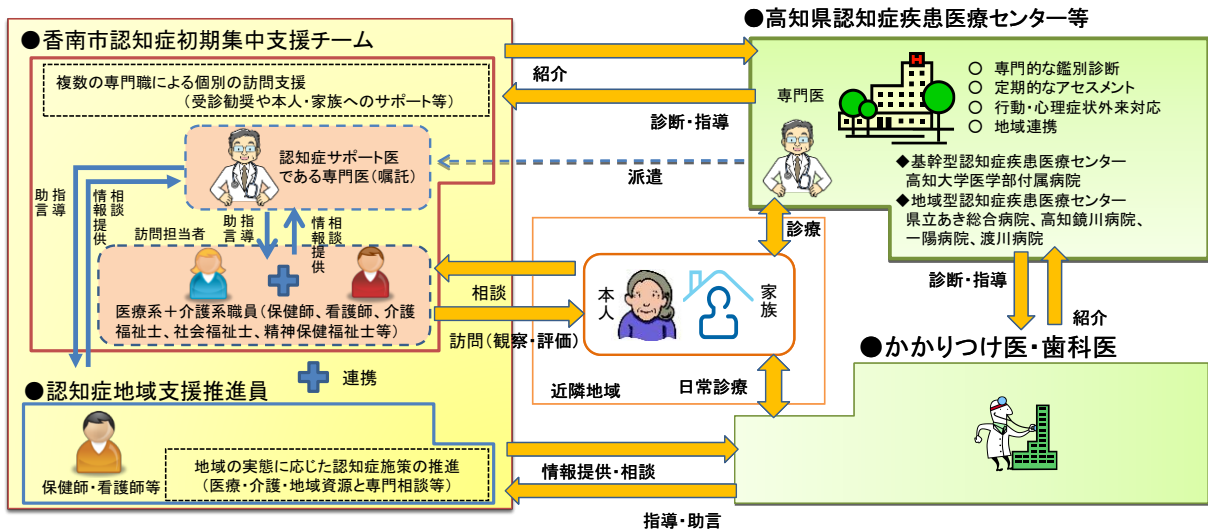 ●香南市認知症初期集中支援チーム
複数の専門職による個別の訪問支援
(受診勧奨や本人・家族へのサポート等)
認知症サポート医
である専門医(嘱託)
指導
助言
相談
情報提供
訪問担当者
指導
助言
相談
情報提供
医療系+介護系職員(保健師、看護師、介護
福祉士、社会福祉士、精神保健福祉士等)
連携
●認知症地域支援推進員
保健師・看護師等
地域の実態に応じた認知症施策の推進
(医療・介護・地域資源と専門相談等)
紹介
診断・指導
派遣
相談
訪問(観察・評価)
本人
家族
近隣地域
診療
日常診療
情報提供・相談
指導・助言
●高知県認知症疾患医療センター等
専門医
H
○ 専門的な鑑別診断
○ 定期的なアセスメント
○ 行動・心理症状外来対応
○ 地域連携
◆基幹型認知症疾患医療センター
高知大学医学部付属病院
◆地域型認知症疾患医療センター
県立あき総合病院、高知鏡川病院、
一陽病院、渡川病院
診断・指導
紹介
●かかりつけ医・歯科医